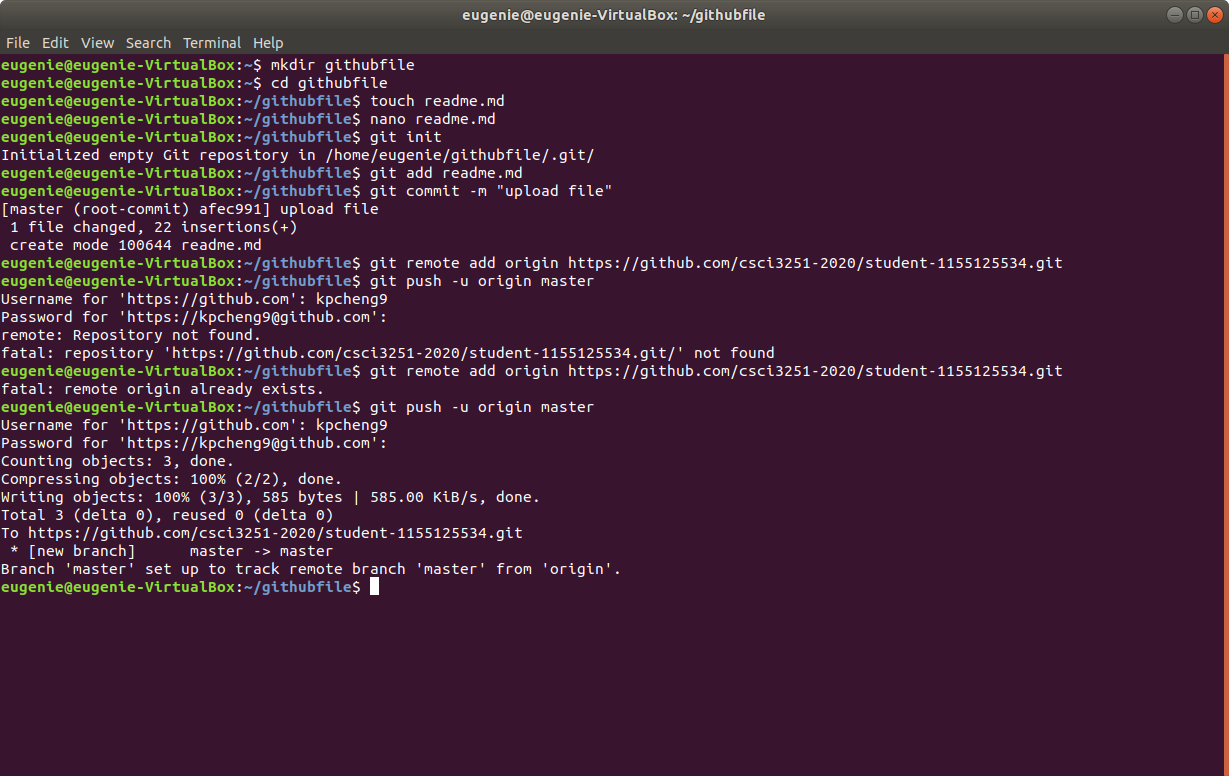 eugenie@eugenie-VirtualBox: ~/githubfile
File Edit View Search Terminal Help
eugenie@eugenie-VirtualBox:~$ mkdir githubfile
eugenie@eugenie-VirtualBox:~$ cd githubfile
eugenie@eugenie-VirtualBox:~/githubfile$ touch readme.md
eugenie@eugenie-VirtualBox:~/githubfile$ nano readme.md
eugenie@eugenie-VirtualBox:~/githubfile$ git init
Initialized empty Git repository in /home/eugenie/githubfile/.git/
eugenie@eugenie-VirtualBox:~/githubfile$ git add readme.md
eugenie@eugenie-VirtualBox:~/githubfile$ git commit -m "upload file"
[master (root-commit) afec991] upload file
 1 file changed, 22 insertions(+)
 create mode 100644 readme.md
eugenie@eugenie-VirtualBox:~/githubfile$ git remote add origin https://github.com/csci3251-2020/student-1155125534.git
eugenie@eugenie-VirtualBox:~/githubfile$ git push -u origin master
Username for 'https://github.com': kpcheng9
Password for 'https://kpcheng9@github.com':
remote: Repository not found.
fatal: repository 'https://github.com/csci3251-2020/student-1155125534.git/' not found
eugenie@eugenie-VirtualBox:~/githubfile$ git remote add origin https://github.com/csci3251-2020/student-1155125534.git
fatal: remote origin already exists.
eugenie@eugenie-VirtualBox:~/githubfile$ git push -u origin master
Username for 'https://github.com': kpcheng9
Password for 'https://kpcheng9@github.com':
Counting objects: 3, done.
Compressing objects: 100% (2/2), done.
Writing objects: 100% (3/3), 585 bytes | 585.00 KiB/s, done.
Total 3 (delta 0), reused 0 (delta 0)
To https://github.com/csci3251-2020/student-1155125534.git
 * [new branch]      master -> master
Branch 'master' set up to track remote branch 'master' from 'origin'.
eugenie@eugenie-VirtualBox:~/githubfile$